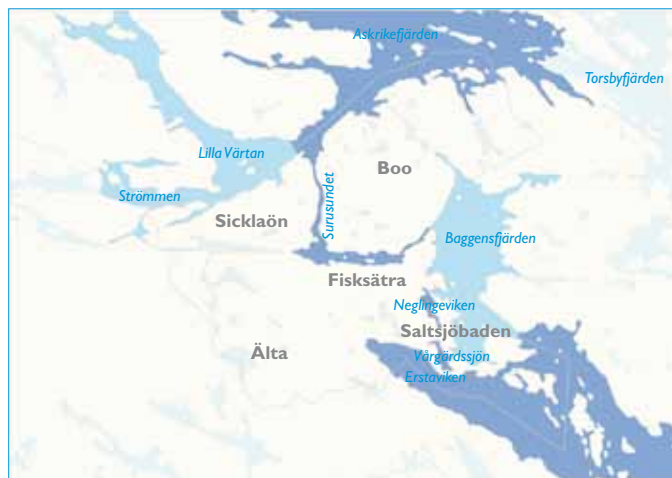 Askrikefjärden
Torsbyfjärden
Lilla Värtan
Boo
Strömmen
Surusundet
Sicklaön
Baggensfjärden
Fisksätra
Neglingeviken
Saltsjöbaden
Älta
Vårgärdssjön
Erstaviken